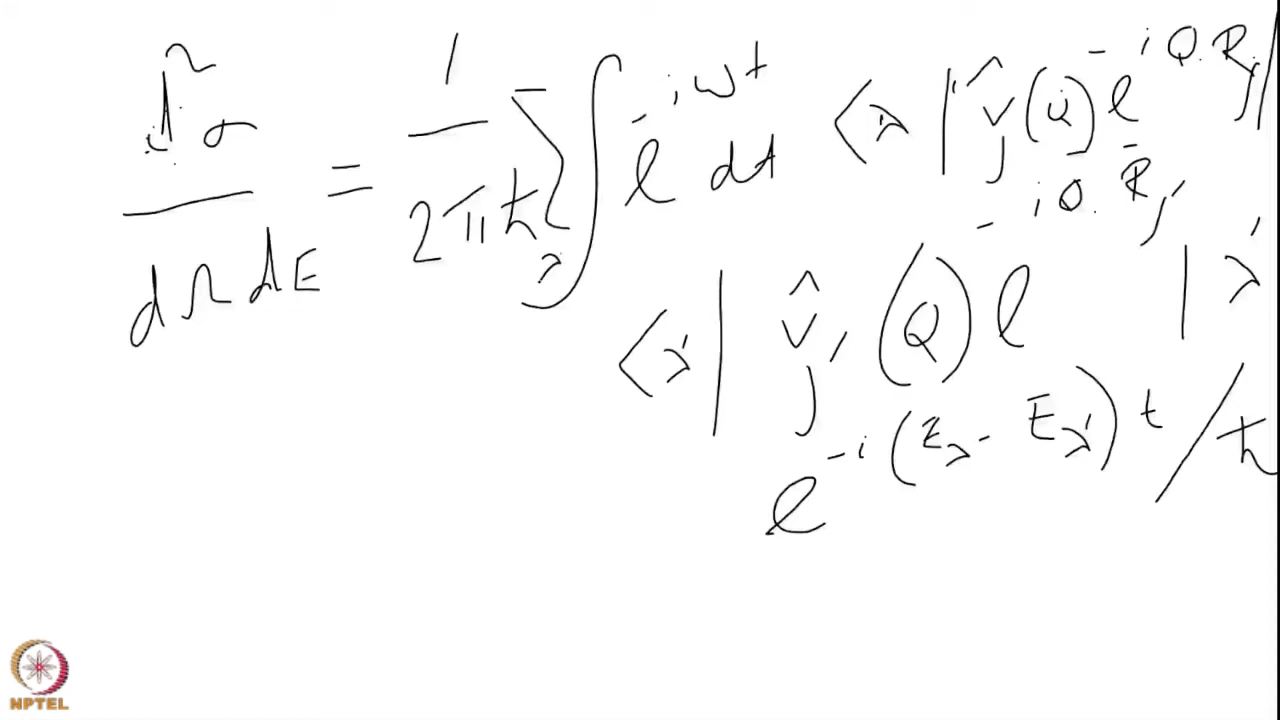 d²σ / dΩ dE = 1 / 2πħ Σ_λ ∫ e^{-iωt} dt ⟨λ| V̂_j(Q) e^{-iQ.R_j}|
⟨λ'| V̂_j'(Q) e^{-iQ.R_j'} |λ'
e^{-i(E_λ - E_λ')t/ħ}
NPTEL